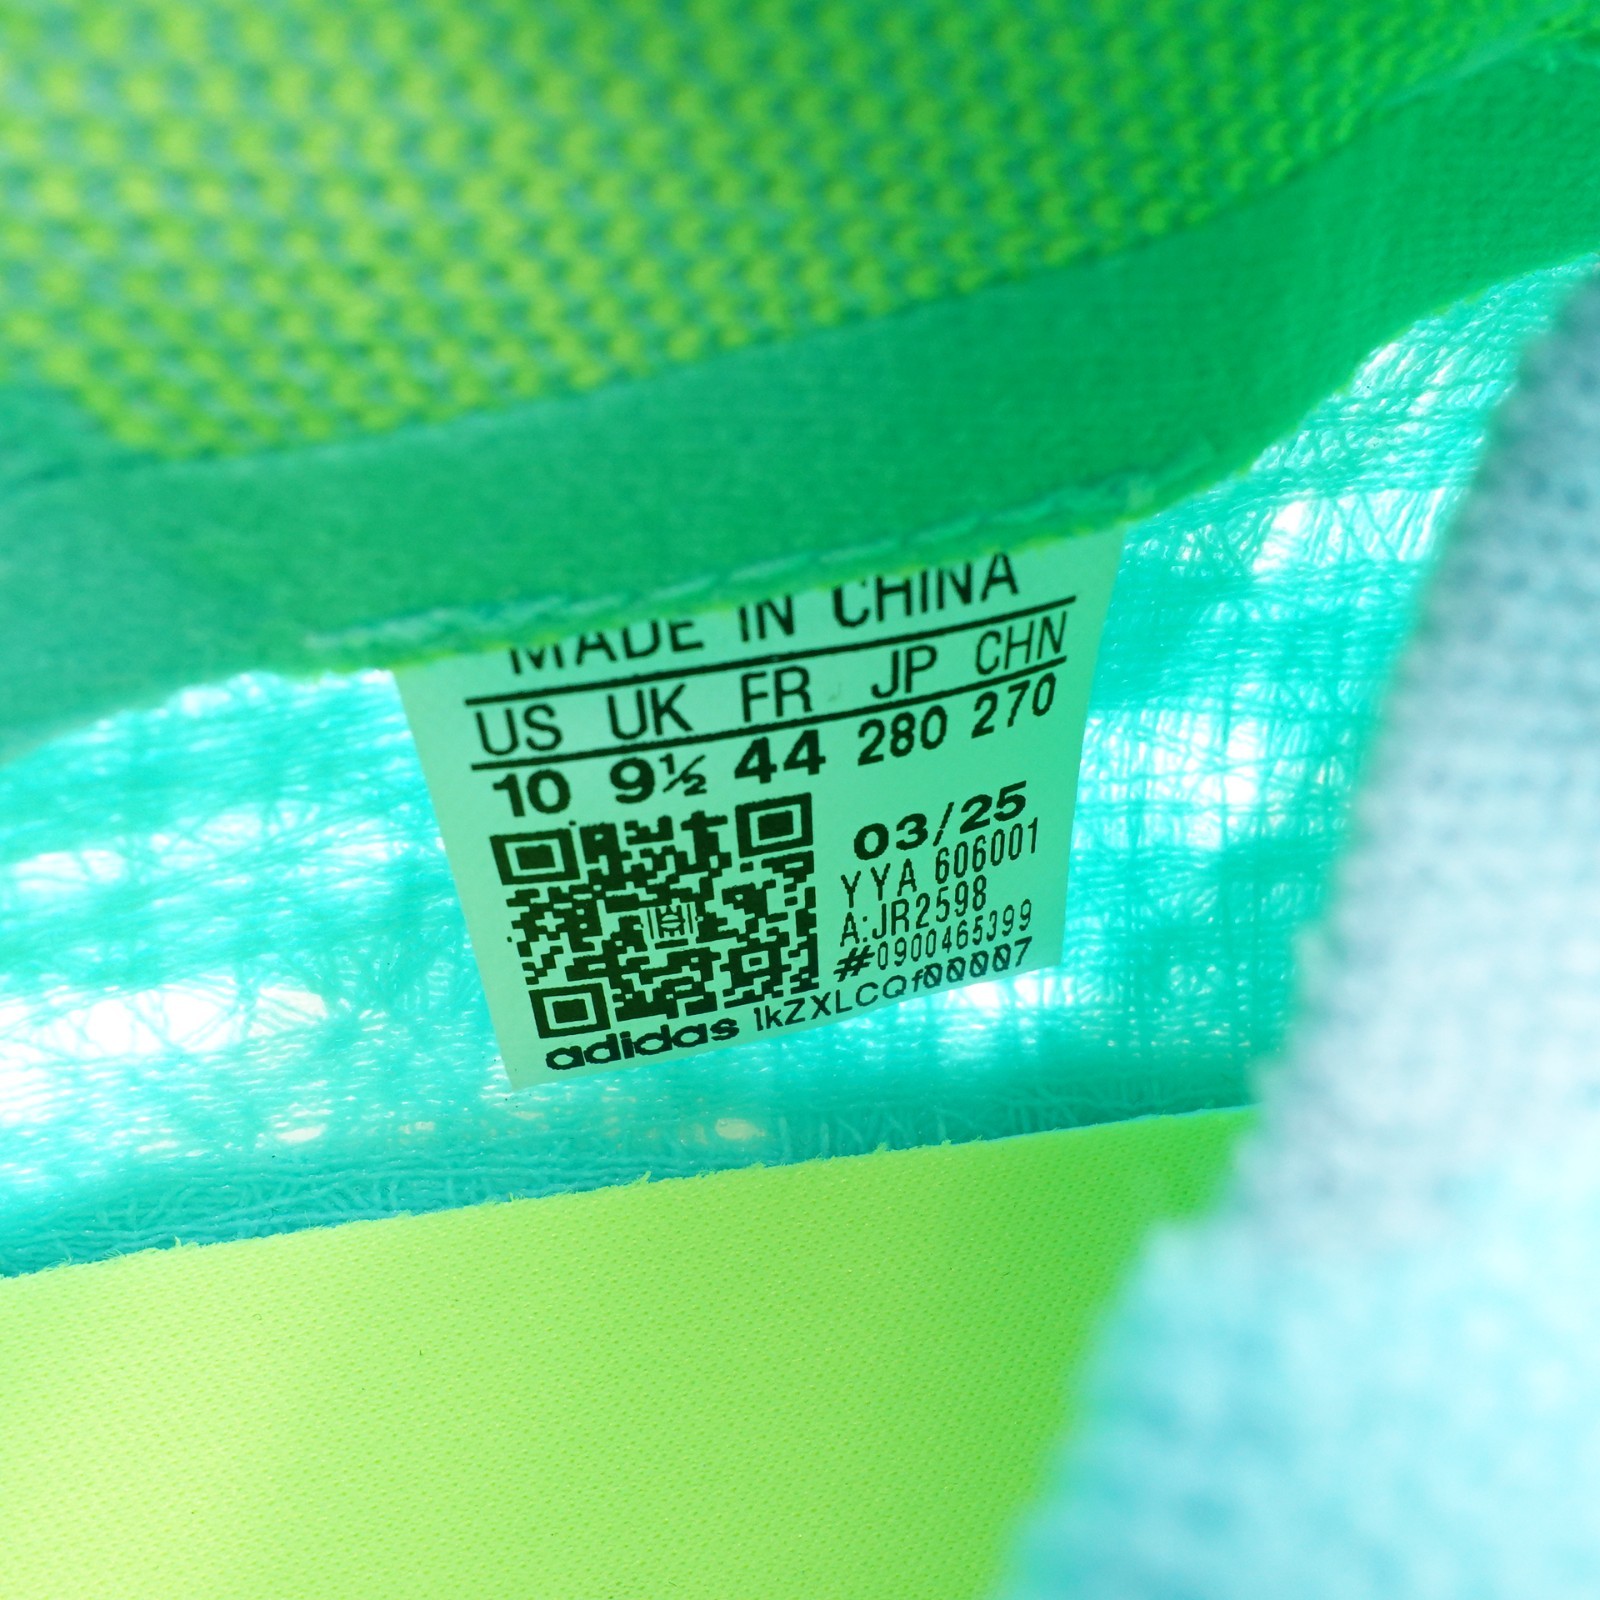 MADE IN CHINA
US UK FR JP CHN
10 9½ 44 280 270
03/25
YYA 606001
A:JR2598
#0900465399
adidas 1kZXLCQf00007